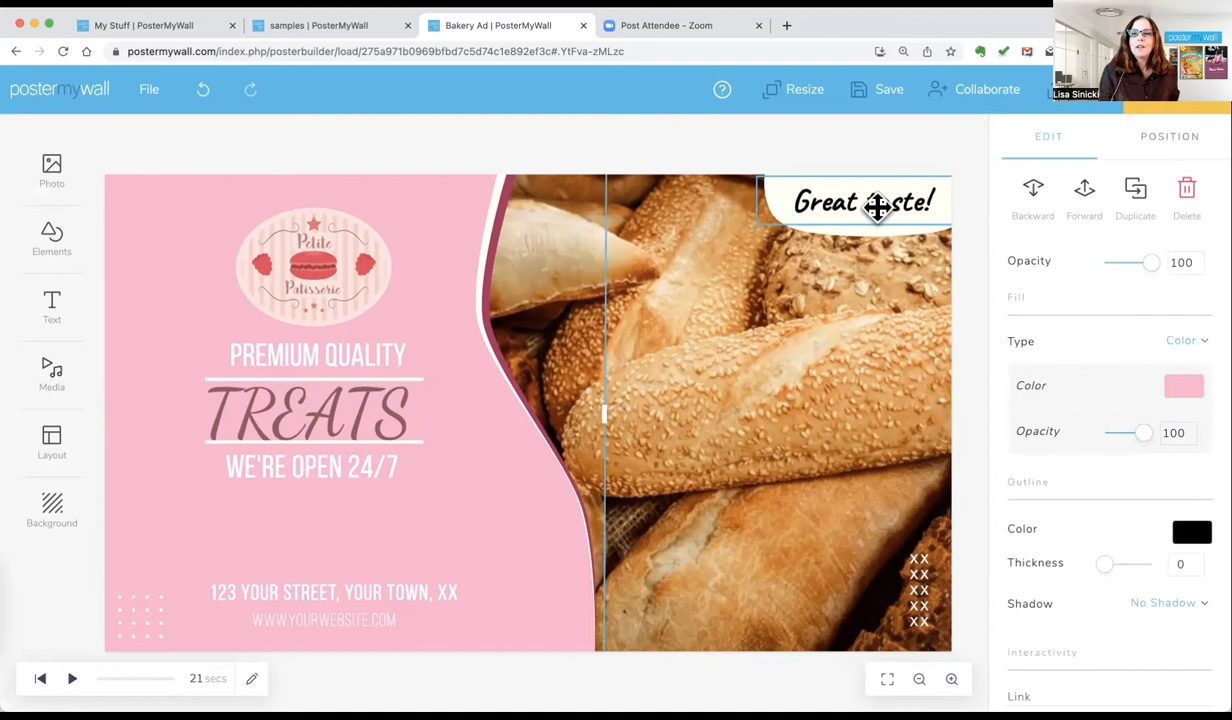 My Stuff | PosterMyWall
samples | PosterMyWall
Bakery Ad | PosterMyWall
Post Attendee - Zoom
postermywall.com/index.php/posterbuilder/load/275a971b0969bfbd7c5d74c1e892ef3c#.YtFva-zMLzc
postermywall
Lisa Sinicki
postermywall
File
Resize
Save
Collaborate
EDIT
POSITION
Photo
Elements
Text
Media
Layout
Background
Great taste!
Petite
Patisserie
PREMIUM QUALITY
TREATS
WE'RE OPEN 24/7
123 YOUR STREET, YOUR TOWN, XX
WWW.YOURWEBSITE.COM
XX
XX
XX
XX
XX
Backward
Forward
Duplicate
Delete
Opacity
100
Fill
Type
Color
Color
Opacity
100
Outline
Color
Thickness
0
Shadow
No Shadow
Interactivity
Link
21 secs